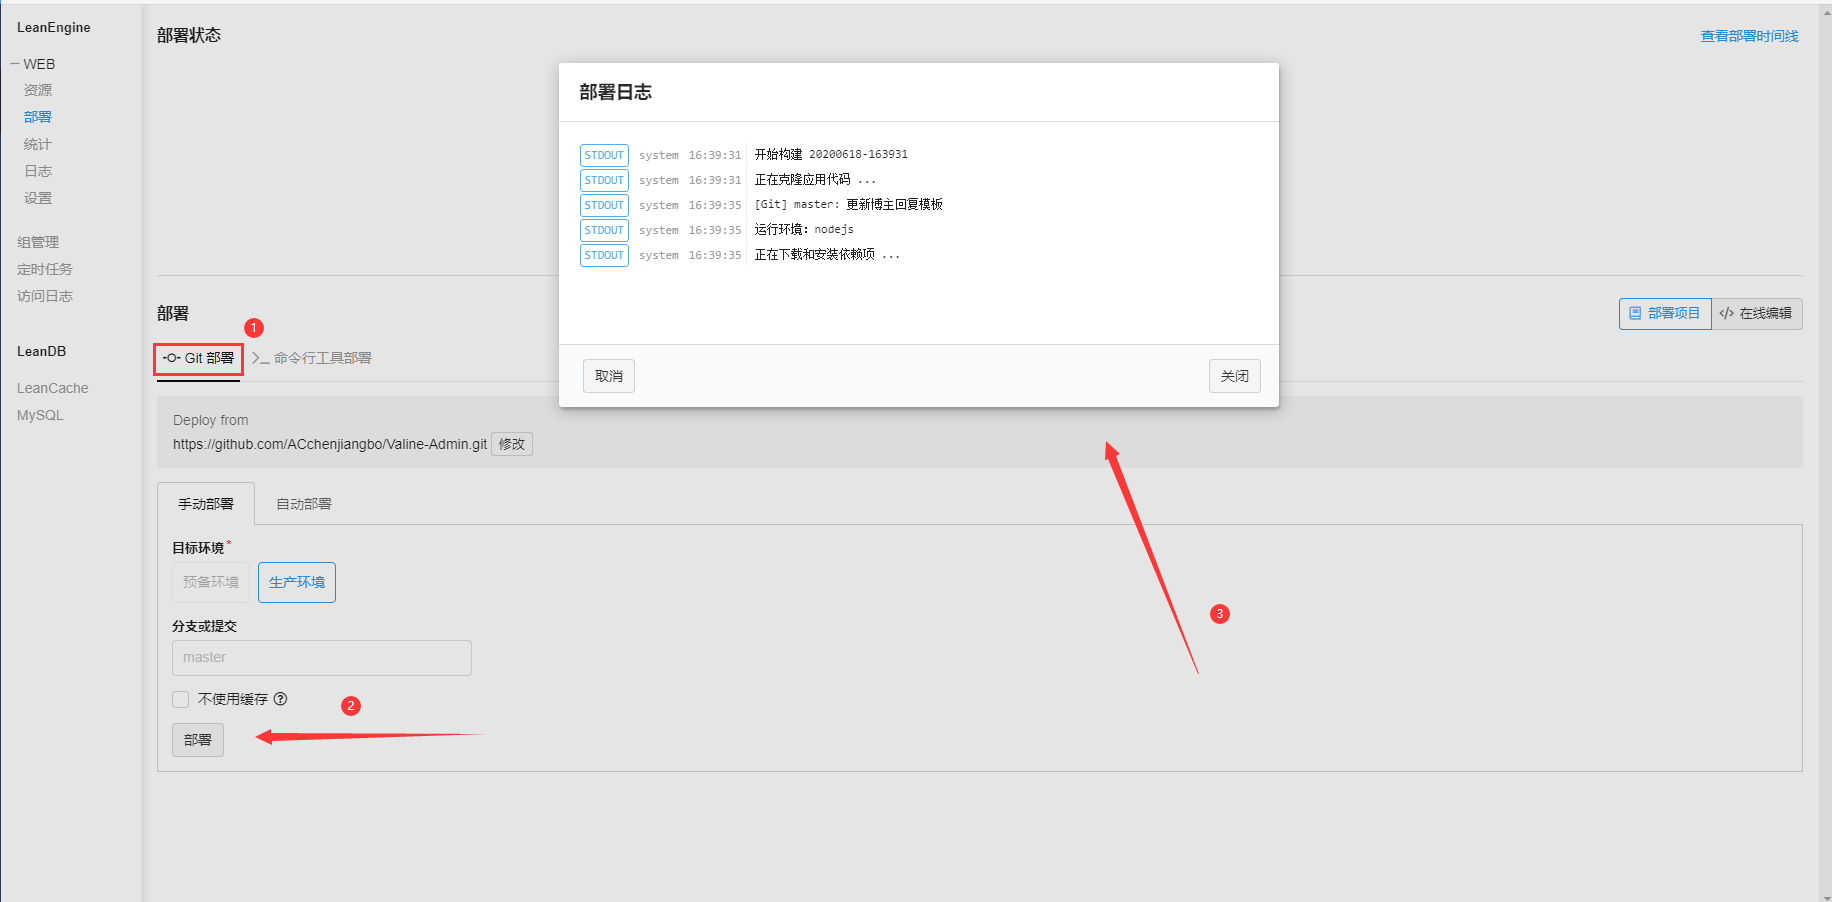 LeanEngine
WEB
资源
部署
统计
日志
设置
组管理
定时任务
访问日志
LeanDB
LeanCache
MySQL
部署状态
查看部署时间线
部署日志
STDOUT system 16:39:31 开始构建 20200618-163931
STDOUT system 16:39:31 正在克隆应用代码 ...
STDOUT system 16:39:35 [Git] master: 更新博主回复模板
STDOUT system 16:39:35 运行环境: nodejs
STDOUT system 16:39:35 正在下载和安装依赖项 ...
取消
关闭
部署
1
部署项目
</> 在线编辑
Git 部署
>_ 命令行工具部署
Deploy from
https://github.com/ACchenjiangbo/Valine-Admin.git 修改
手动部署
自动部署
目标环境*
预备环境
生产环境
3
分支或提交
master
不使用缓存 ?
2
部署